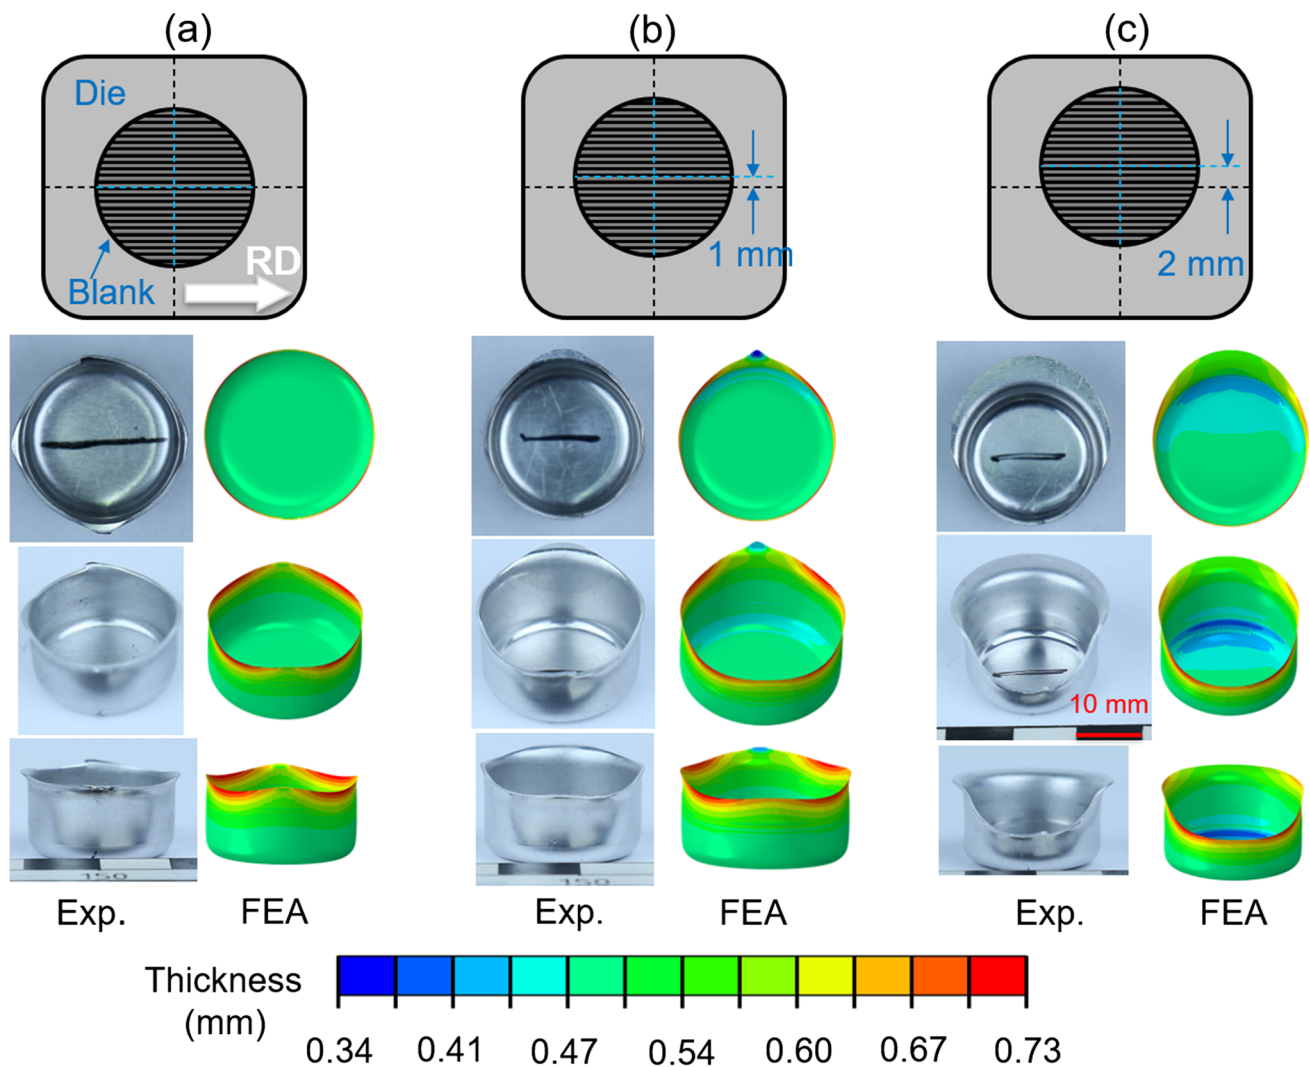 (a)
(b)
(c)
Die
Blank
RD
1 mm
2 mm
10 mm
150
150
Exp.
FEA
Exp.
FEA
Exp.
FEA
Thickness
(mm)
0.34
0.41
0.47
0.54
0.60
0.67
0.73